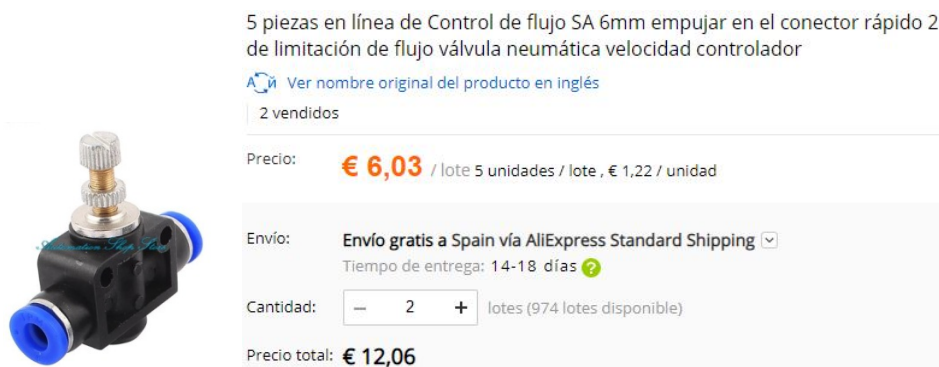 5 piezas en línea de Control de flujo SA 6mm empujar en el conector rápido 2
de limitación de flujo válvula neumática velocidad controlador
Ver nombre original del producto en inglés
2 vendidos
Precio: € 6,03 / lote 5 unidades / lote , € 1,22 / unidad
Automation Shop Store
Envío: Envío gratis a Spain vía AliExpress Standard Shipping
Tiempo de entrega: 14-18 días ?
Cantidad: − 2 + lotes (974 lotes disponible)
Precio total: € 12,06